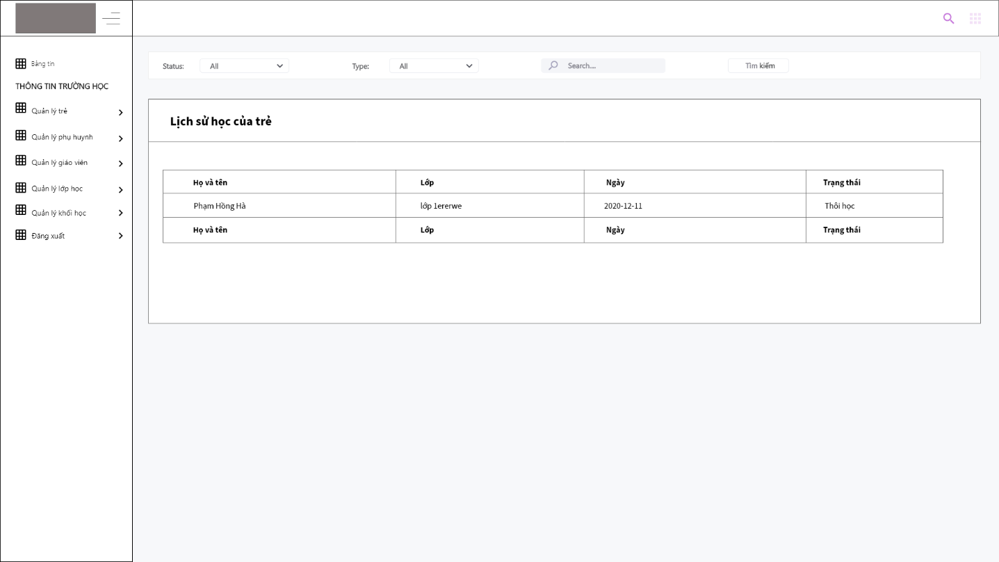 Bảng tin
THÔNG TIN TRƯỜNG HỌC
Quản lý trẻ
Quản lý phụ huynh
Quản lý giáo viên
Quản lý lớp học
Quản lý khối học
Đăng xuất
Status: All Type: All Search.... Tìm kiếm
Lịch sử học của trẻ
Họ và tên Lớp Ngày Trạng thái
Phạm Hồng Hà lớp 1ererwe 2020-12-11 Thôi học
Họ và tên Lớp Ngày Trạng thái